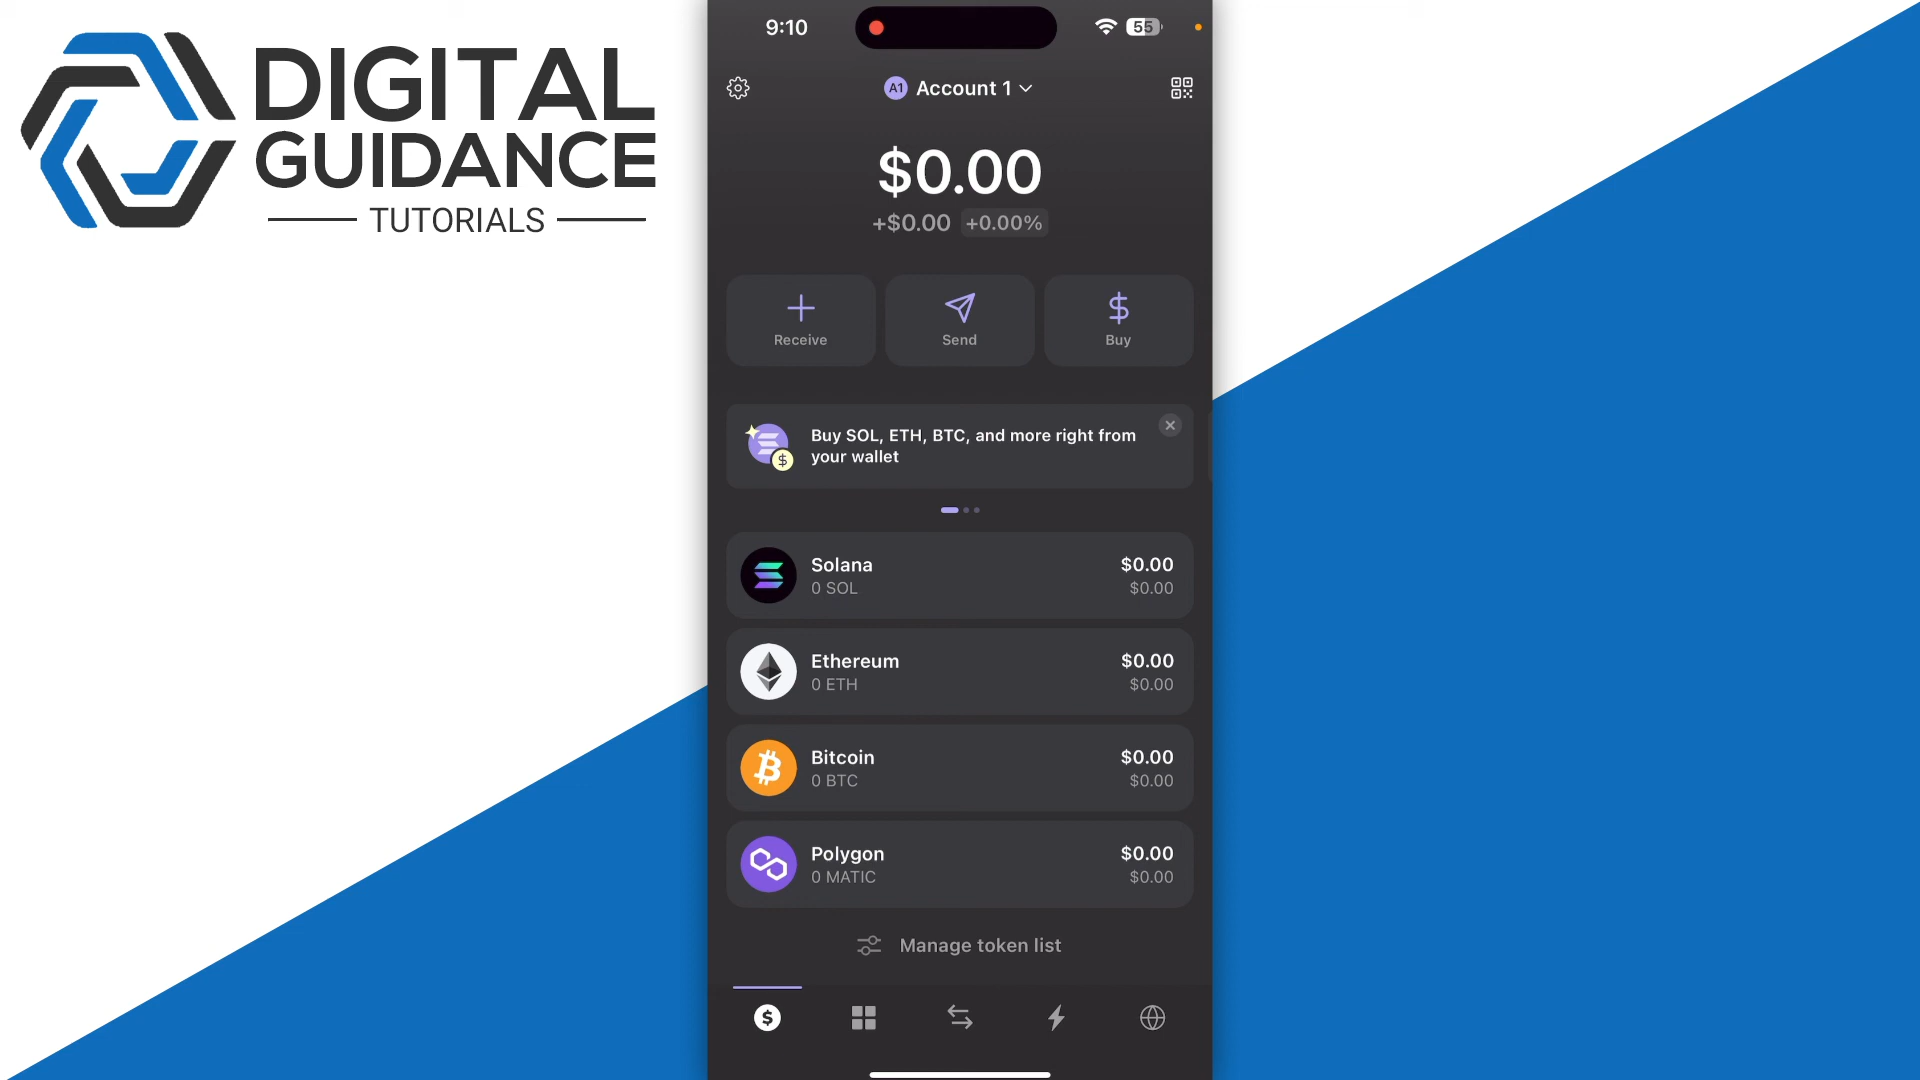 DIGITAL
GUIDANCE
TUTORIALS
9:10
55
A1 Account 1
$0.00
+$0.00 +0.00%
Receive
Send
Buy
Buy SOL, ETH, BTC, and more right from
your wallet
Solana
0 SOL
$0.00
$0.00
Ethereum
0 ETH
$0.00
$0.00
Bitcoin
0 BTC
$0.00
$0.00
Polygon
0 MATIC
$0.00
$0.00
Manage token list